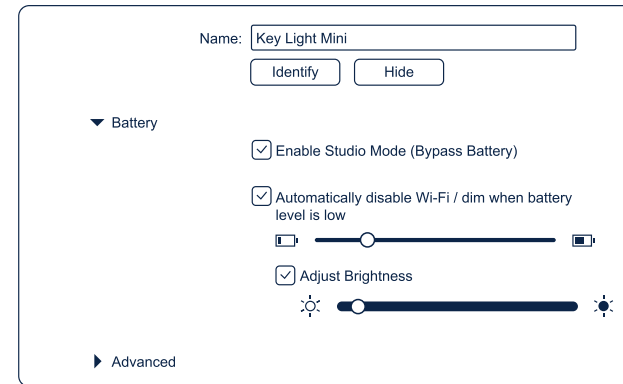 Name: Key Light Mini
Identify Hide
Battery
Enable Studio Mode (Bypass Battery)
Automatically disable Wi-Fi / dim when battery
level is low
Adjust Brightness
Advanced